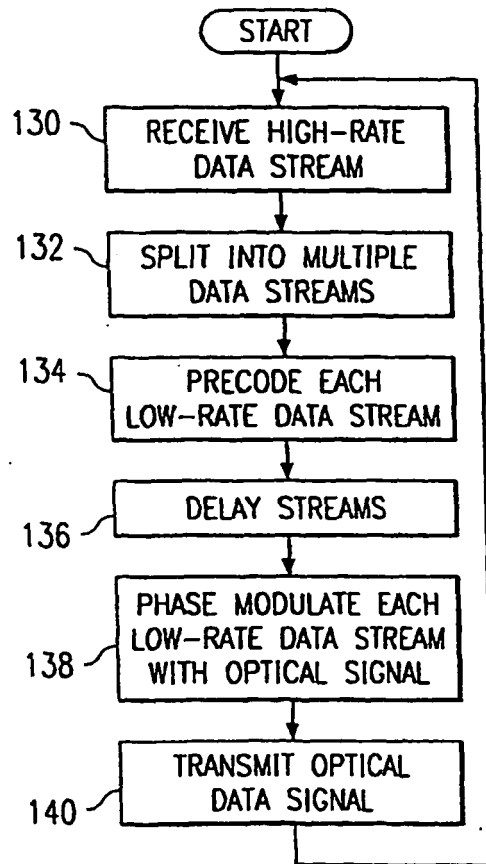 START
130
RECEIVE HIGH-RATE
DATA STREAM
132
SPLIT INTO MULTIPLE
DATA STREAMS
134
PRECODE EACH
LOW-RATE DATA STREAM
136
DELAY STREAMS
138
PHASE MODULATE EACH
LOW-RATE DATA STREAM
WITH OPTICAL SIGNAL
140
TRANSMIT OPTICAL
DATA SIGNAL